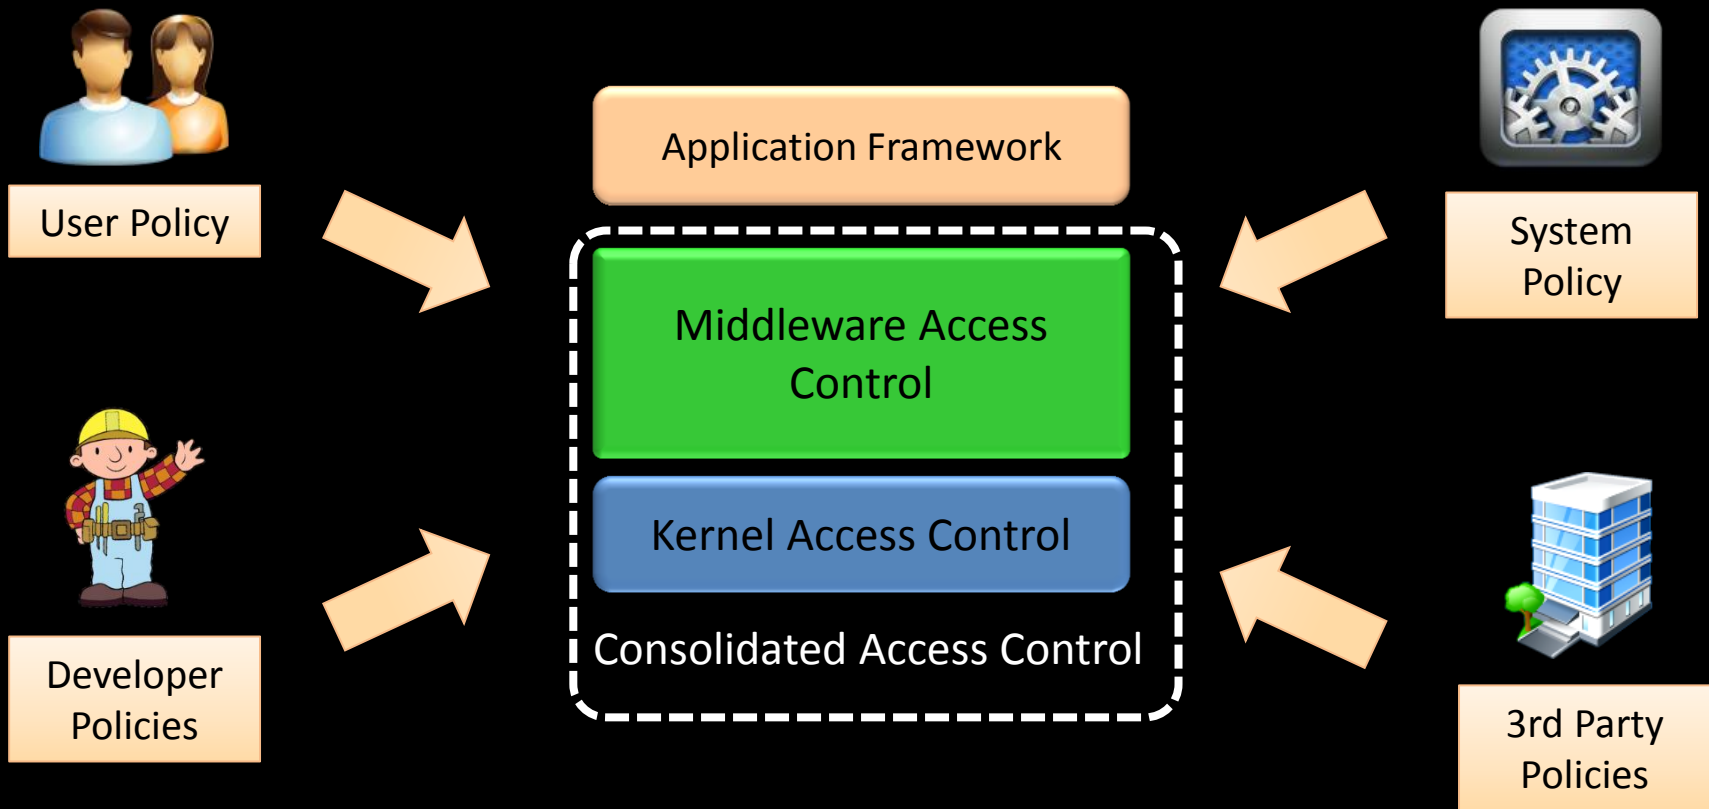 User Policy
Application Framework
System
Policy
Middleware Access
Control
Kernel Access Control
Consolidated Access Control
Developer
Policies
3rd Party
Policies